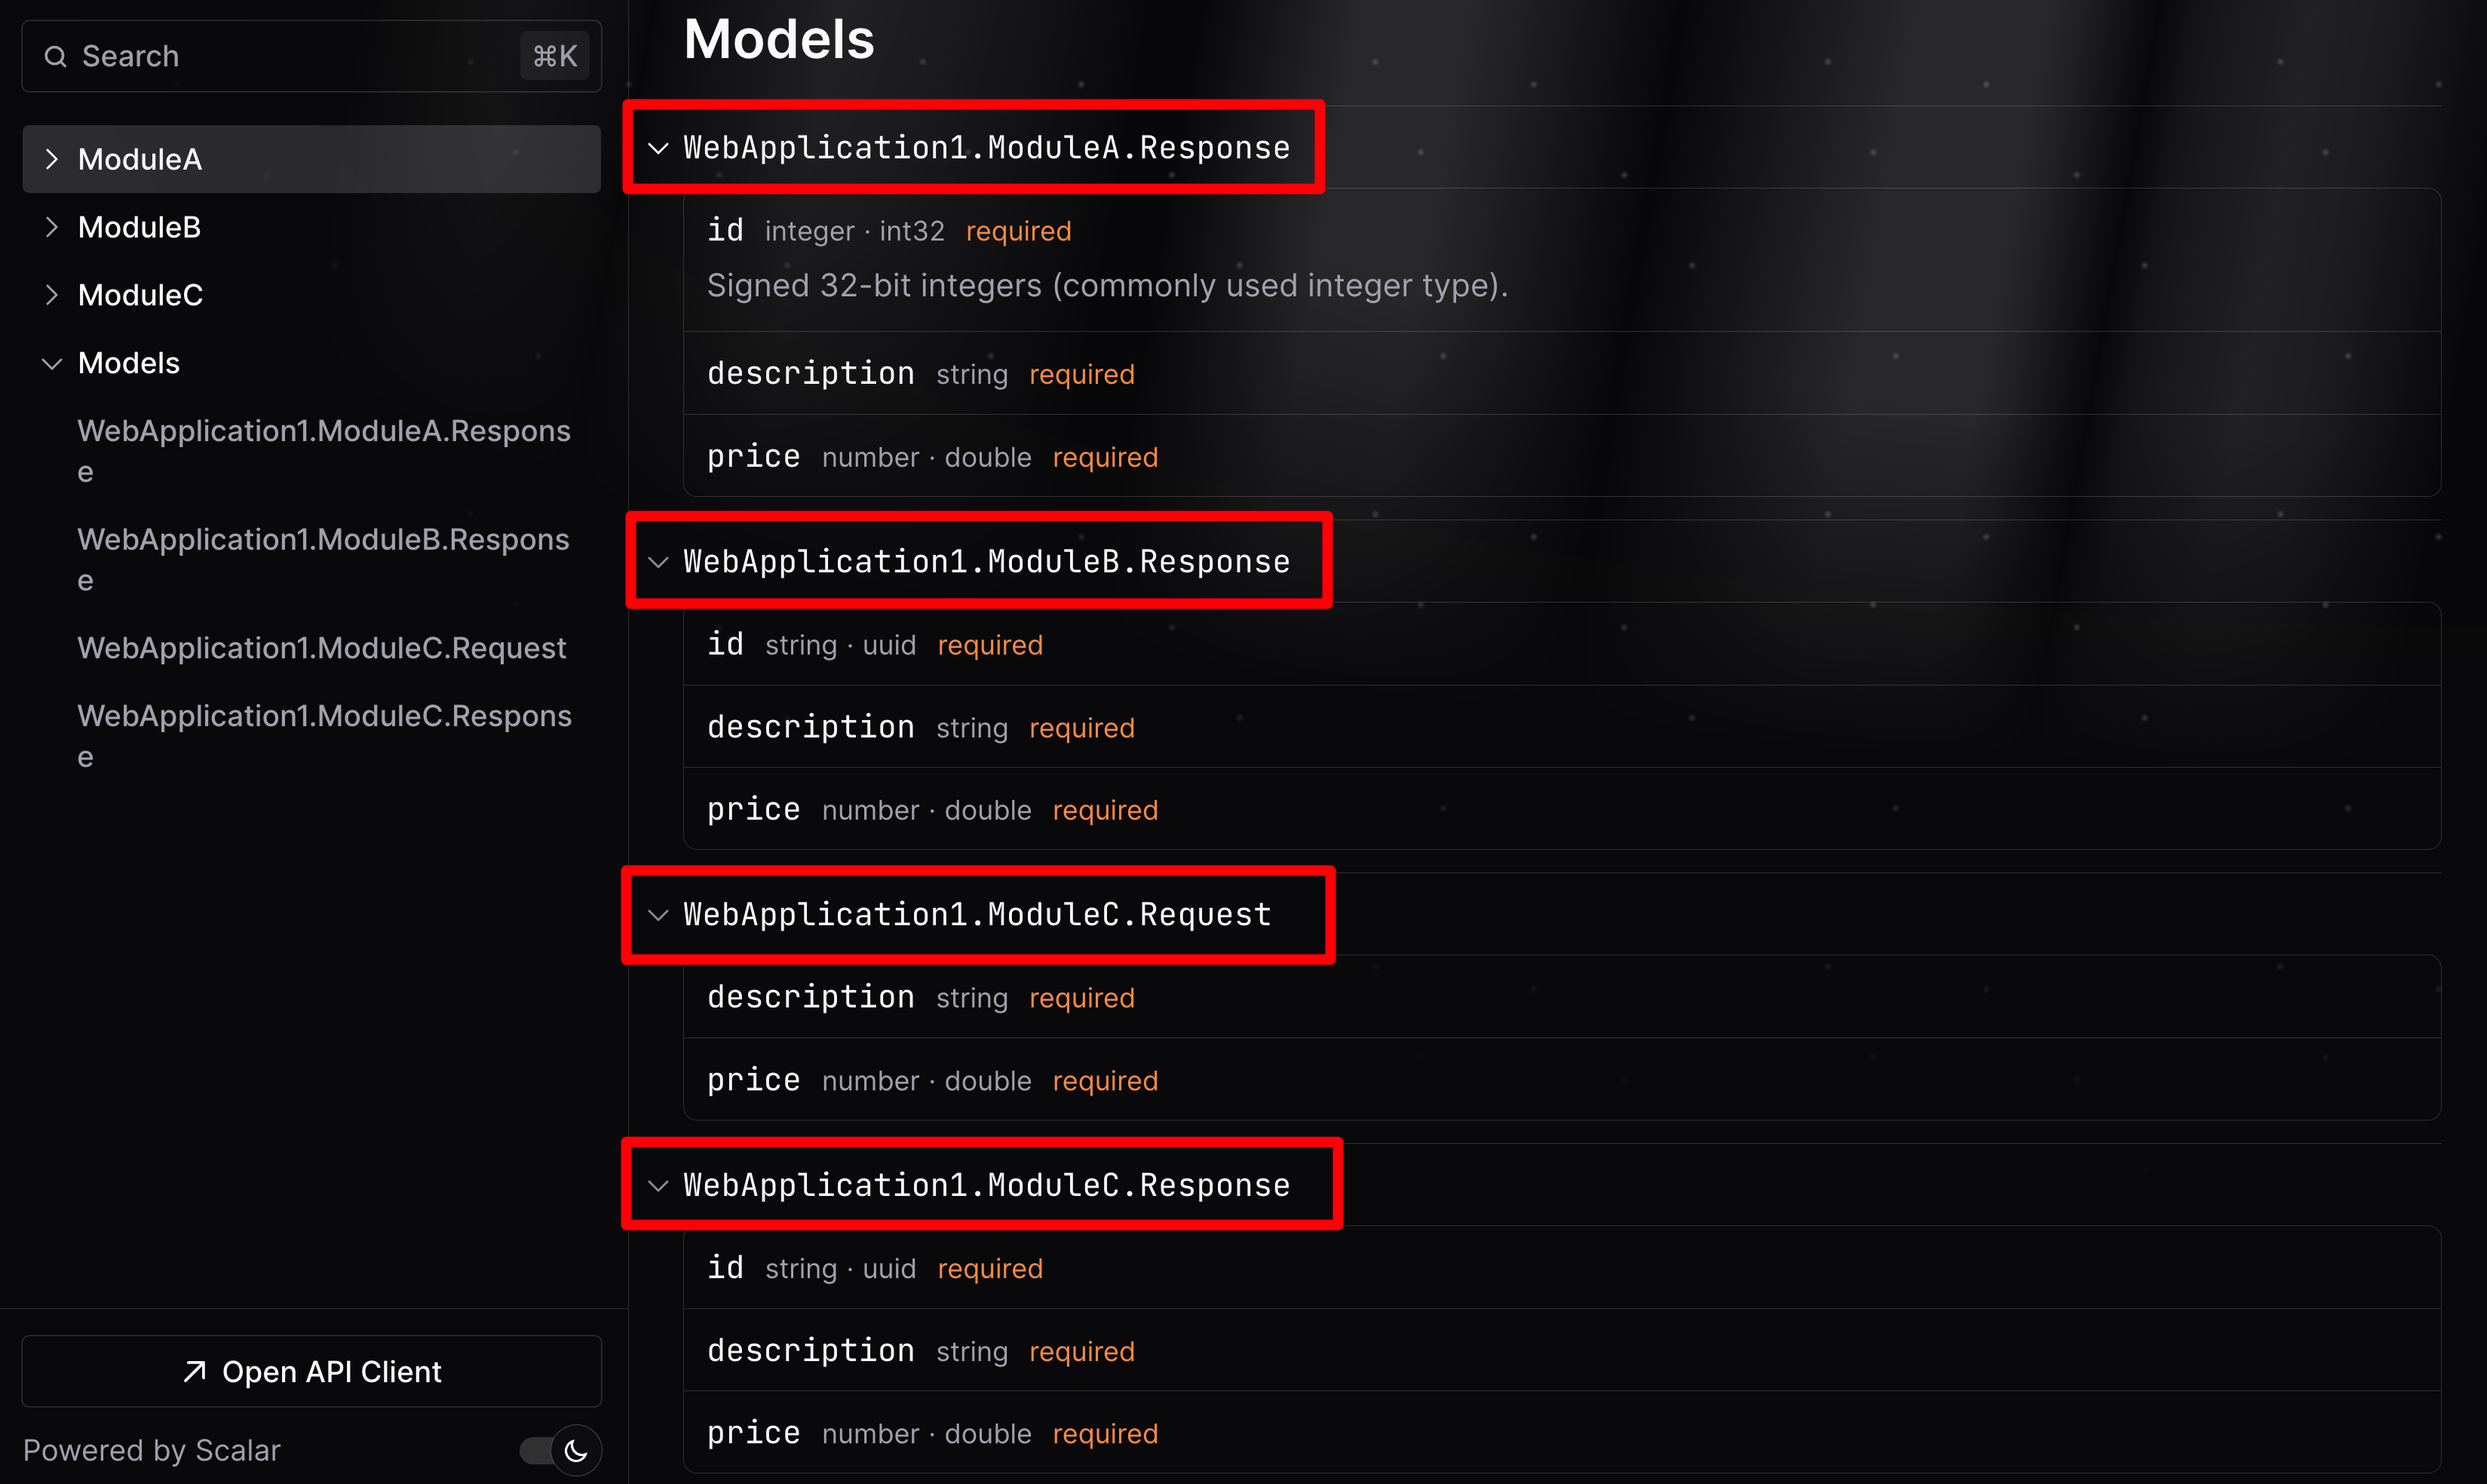 Search
⌘K
ModuleA
ModuleB
ModuleC
Models
WebApplication1.ModuleA.Respons
e
WebApplication1.ModuleB.Respons
e
WebApplication1.ModuleC.Request
WebApplication1.ModuleC.Respons
e
Open API Client
Powered by Scalar
Models
WebApplication1.ModuleA.Response
id integer · int32 required
Signed 32-bit integers (commonly used integer type).
description string required
price number · double required
WebApplication1.ModuleB.Response
id string · uuid required
description string required
price number · double required
WebApplication1.ModuleC.Request
description string required
price number · double required
WebApplication1.ModuleC.Response
id string · uuid required
description string required
price number · double required